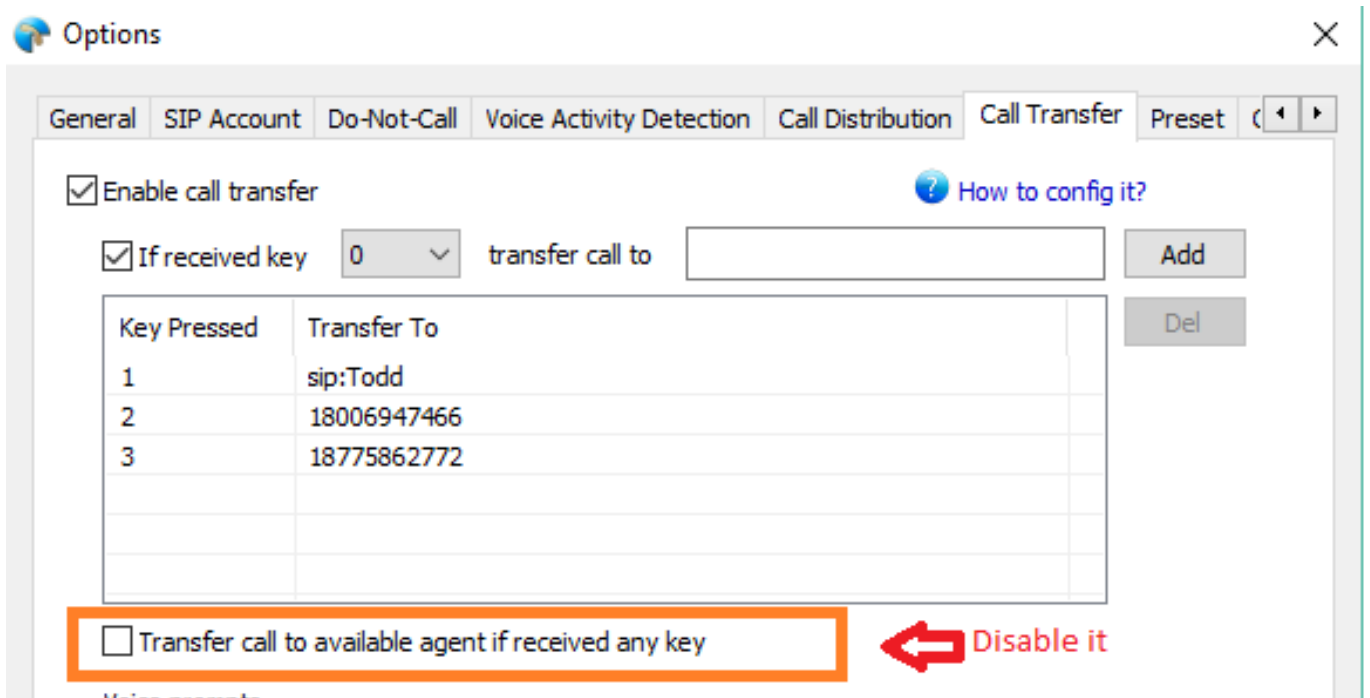 Options
General SIP Account Do-Not-Call Voice Activity Detection Call Distribution Call Transfer Preset
Enable call transfer ? How to config it?
If received key 0 transfer call to Add
Key Pressed Transfer To Del
1 sip:Todd
2 18006947466
3 18775862772
Transfer call to available agent if received any key Disable it